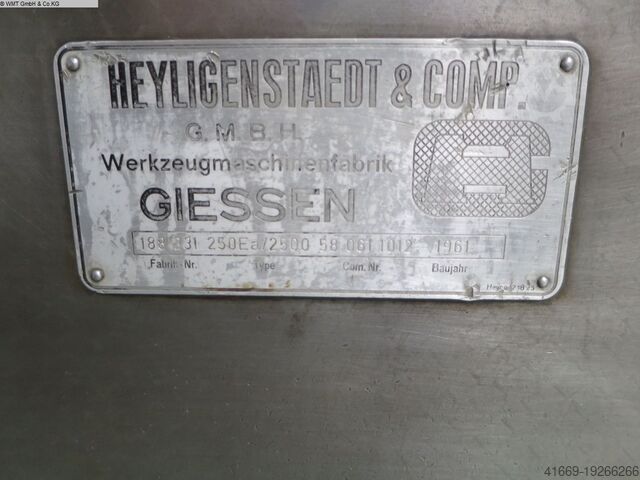 © WMT GmbH & Co.KG
HEYLIGENSTAEDT & COMP.
G.M.B.H.
Werkzeugmaschinenfabrik
GIESSEN
250Ea/2500 58 061 1012 1961
Fabrik-Nr. Type Com.Nr. Baujahr
41669-19266266